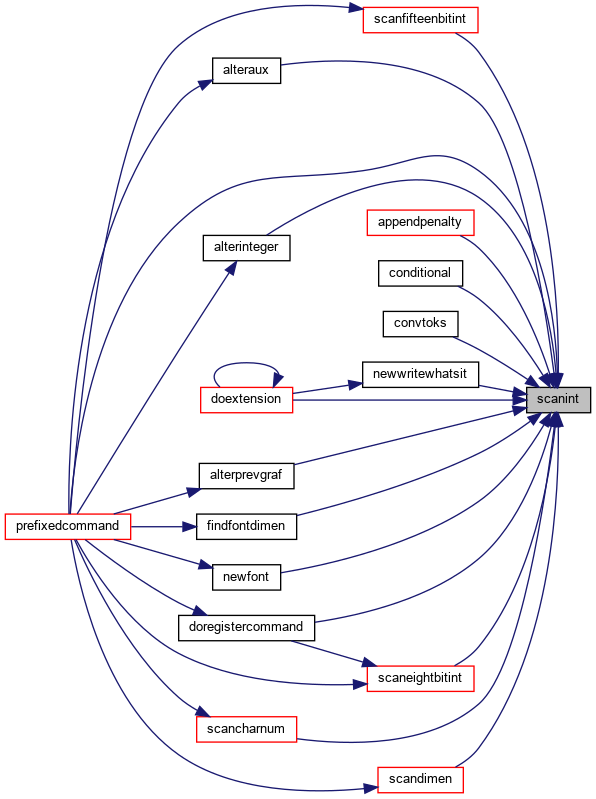 scanfifteenbitint
alteraux
appendpenalty
alterinteger
conditional
convtoks
newwritewhatsit
doextension
scanint
alterprevgraf
prefixedcommand
findfontdimen
newfont
doregistercommand
scaneightbitint
scancharnum
scandimen